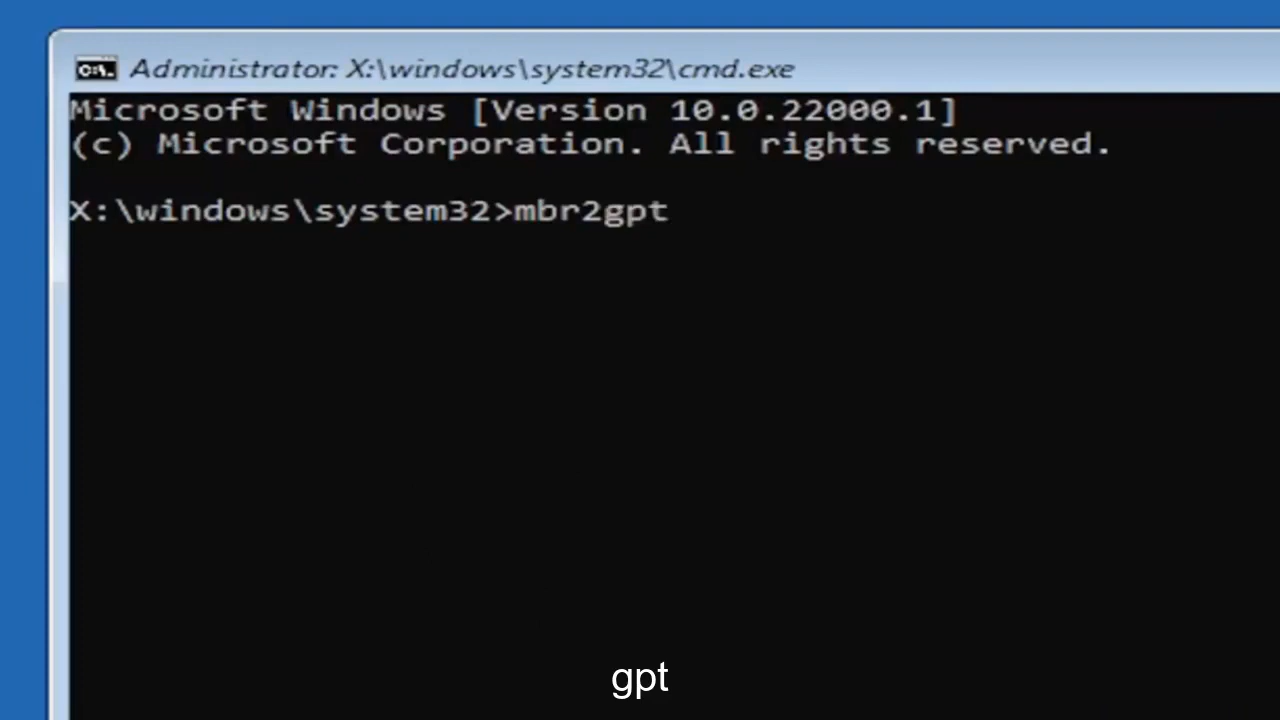 Administrator: X:\windows\system32\cmd.exe
Microsoft Windows [Version 10.0.22000.1]
(c) Microsoft Corporation. All rights reserved.
X:\windows\system32>mbr2gpt
gpt